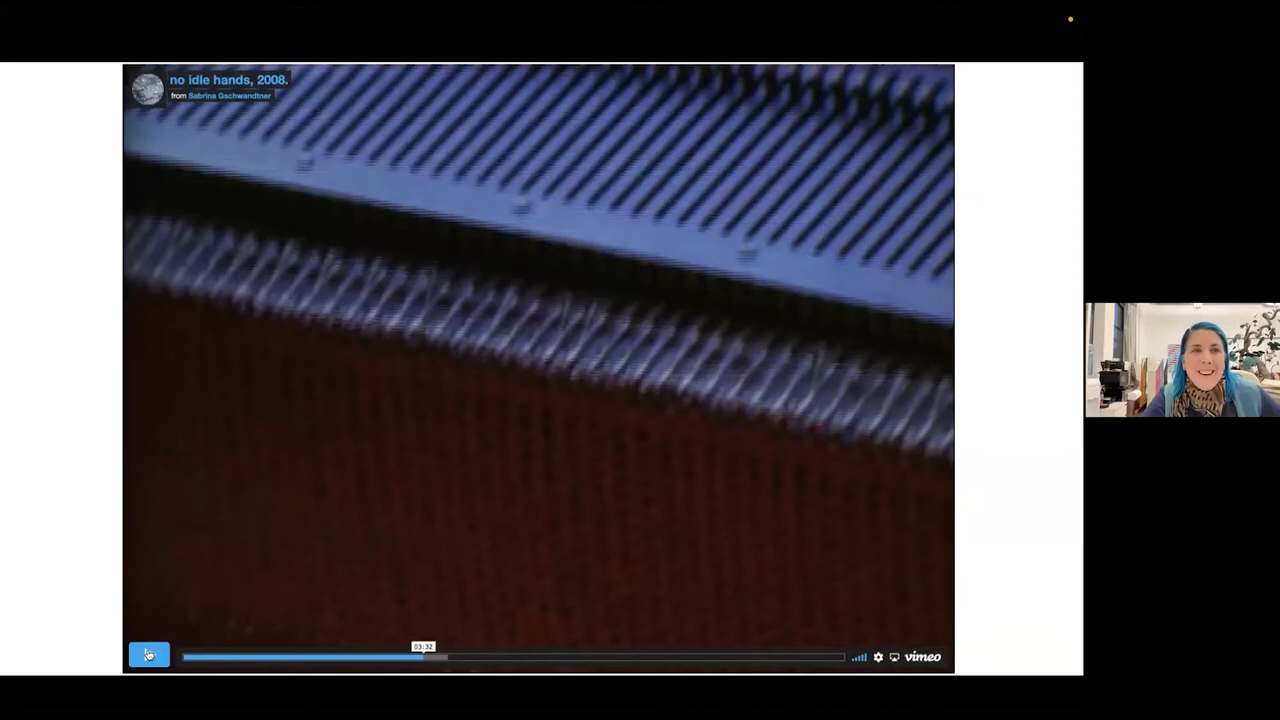 no idle hands, 2008.
from Sabrina Gschwandtner
03:32
vimeo